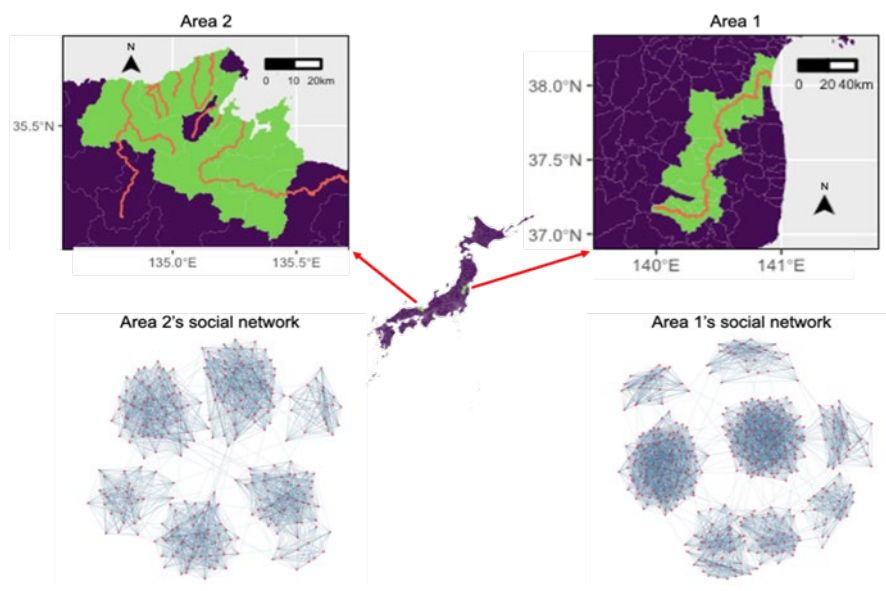 Area 2
Area 1
N
0 10 20km
35.5°N
135.0°E
135.5°E
38.0°N
37.5°N
37.0°N
0 20 40km
N
140°E
141°E
Area 2's social network
Area 1's social network